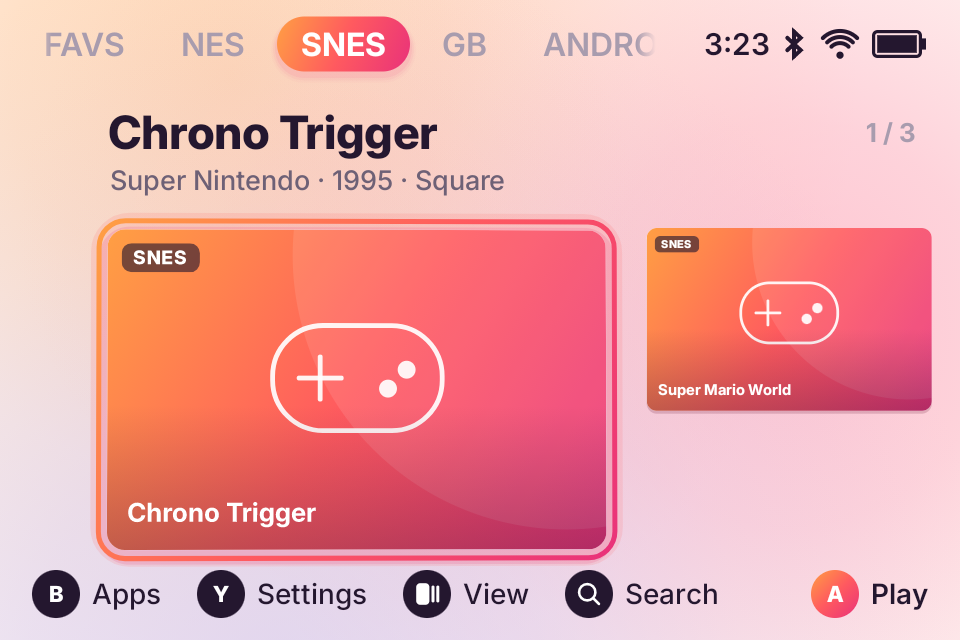 FAVS NES SNES GB ANDRO 3:23
Chrono Trigger
1 / 3
Super Nintendo · 1995 · Square
SNES
Chrono Trigger
SNES
Super Mario World
B Apps Y Settings View Search A Play